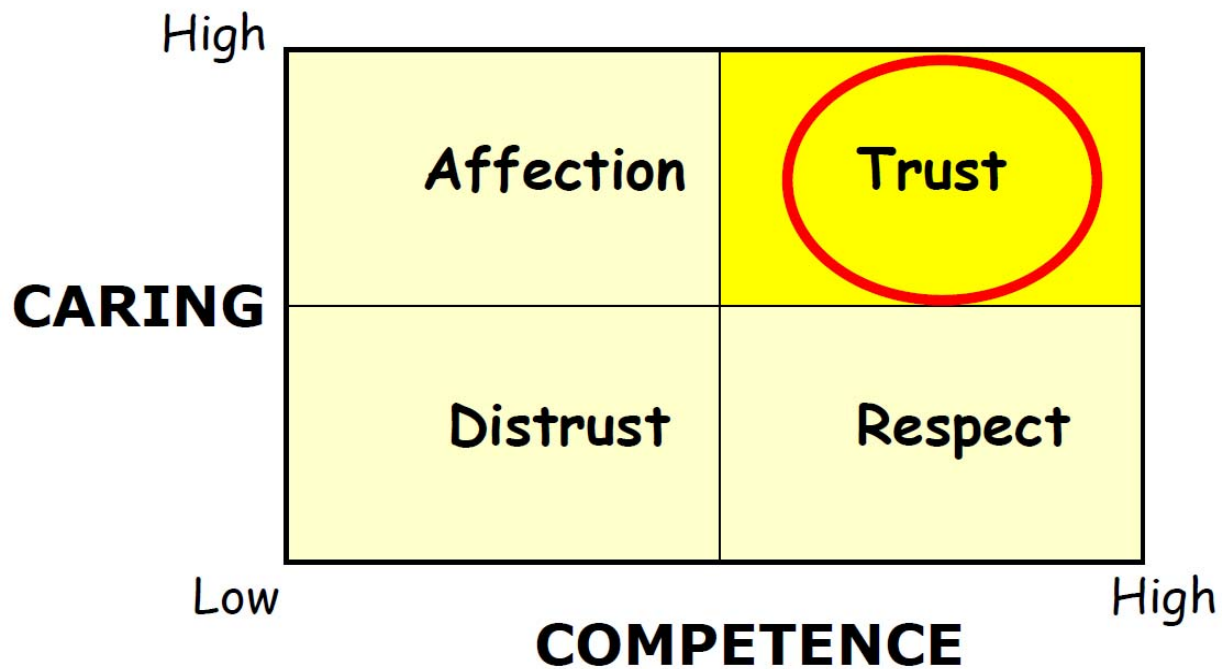 High
Affection
Trust
CARING
Distrust
Respect
Low
High
COMPETENCE